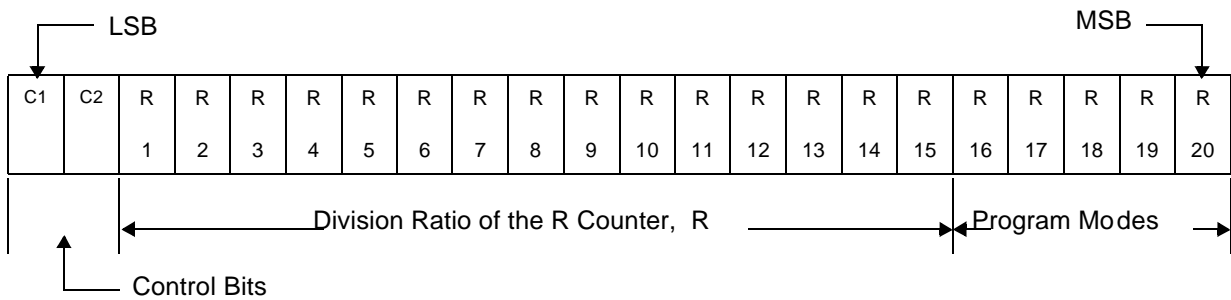 LSB MSB
C1 C2 R R R R R R R R R R R R R R R R R R R R
1 2 3 4 5 6 7 8 9 10 11 12 13 14 15 16 17 18 19 20
Division Ratio of the R Counter, R Program Modes
Control Bits